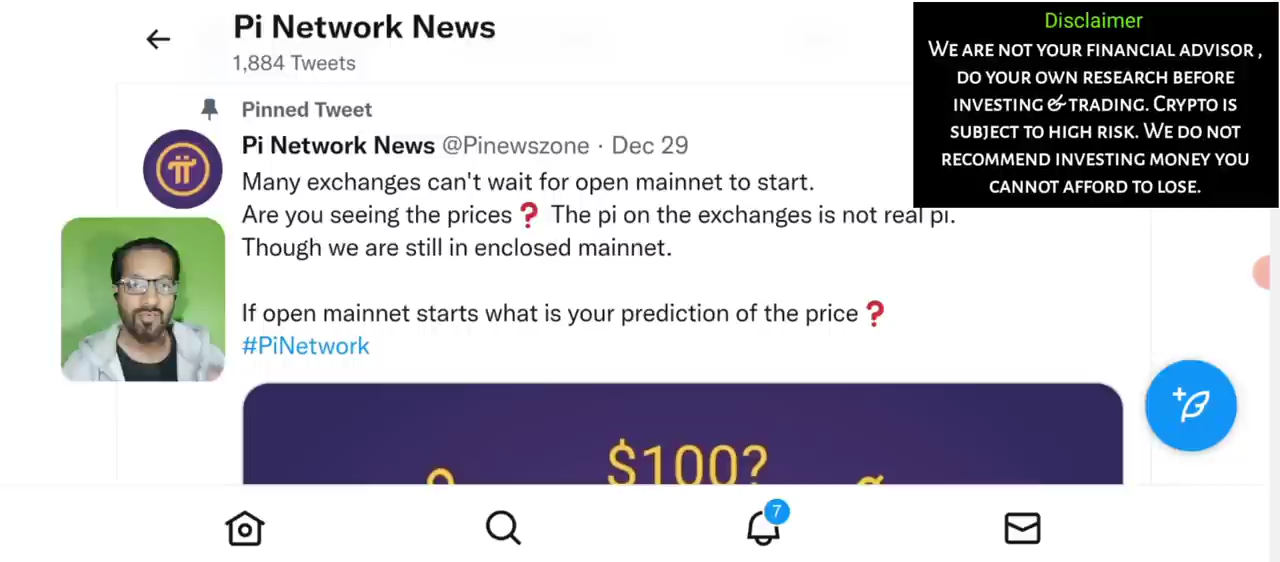 Pi Network News
1,884 Tweets
Pinned Tweet
Pi Network News @Pinewszone · Dec 29
Many exchanges can't wait for open mainnet to start.
Are you seeing the prices ❓ The pi on the exchanges is not real pi.
Though we are still in enclosed mainnet.
If open mainnet starts what is your prediction of the price ❓
#PiNetwork
$100?
7
Disclaimer
WE ARE NOT YOUR FINANCIAL ADVISOR ,
DO YOUR OWN RESEARCH BEFORE
INVESTING & TRADING. CRYPTO IS
SUBJECT TO HIGH RISK. WE DO NOT
RECOMMEND INVESTING MONEY YOU
CANNOT AFFORD TO LOSE.